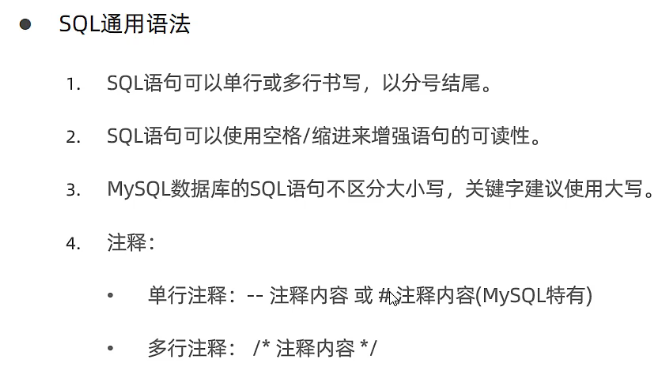 ● SQL通用语法
1. SQL语句可以单行或多行书写，以分号结尾。
2. SQL语句可以使用空格/缩进来增强语句的可读性。
3. MySQL数据库的SQL语句不区分大小写，关键字建议使用大写。
4. 注释：
• 单行注释：-- 注释内容 或 # 注释内容(MySQL特有)
• 多行注释： /* 注释内容 */